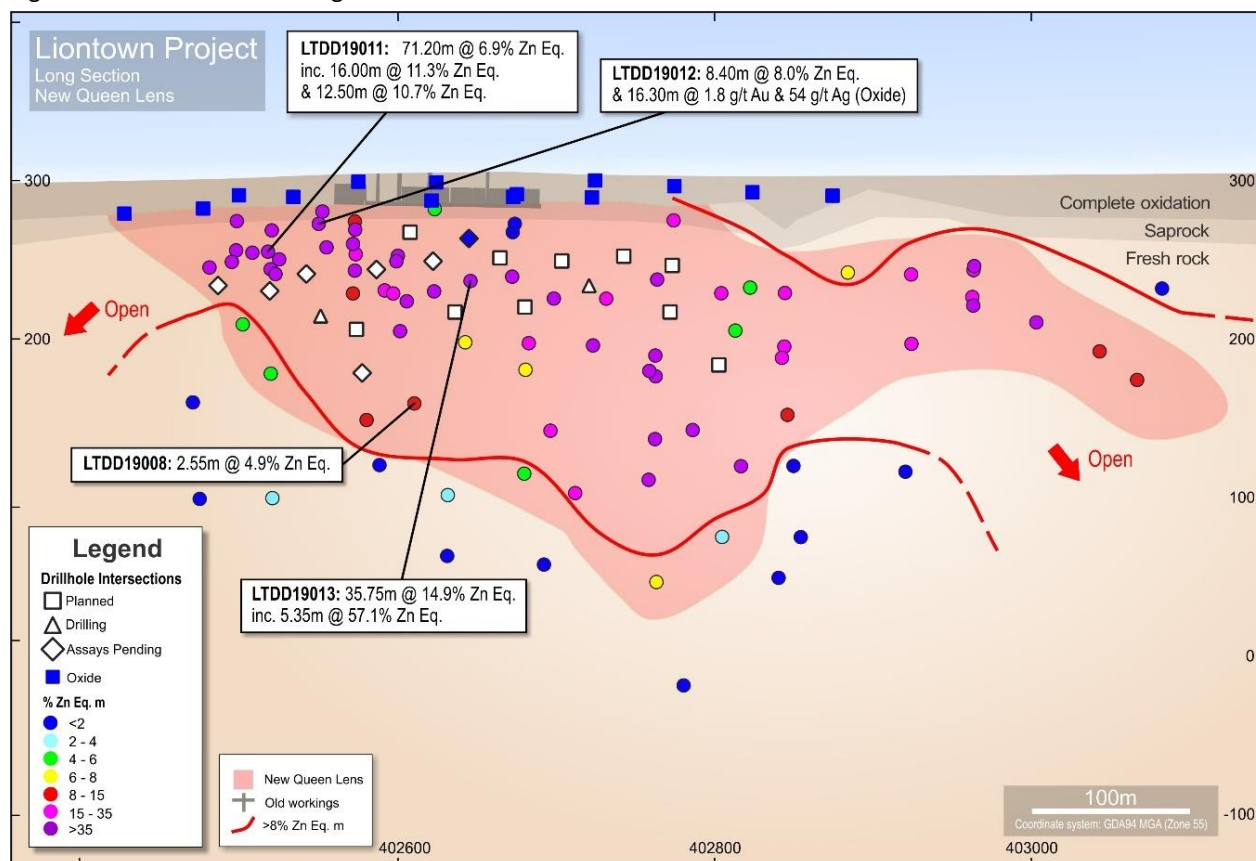 Liontown Project
Long Section
New Queen Lens
LTDD19011: 71.20m @ 6.9% Zn Eq.
inc. 16.00m @ 11.3% Zn Eq.
& 12.50m @ 10.7% Zn Eq.
LTDD19012: 8.40m @ 8.0% Zn Eq.
& 16.30m @ 1.8 g/t Au & 54 g/t Ag (Oxide)
300
300
Complete oxidation
Saprock
Fresh rock
Open
200
200
LTDD19008: 2.55m @ 4.9% Zn Eq.
Open
100
LTDD19013: 35.75m @ 14.9% Zn Eq.
inc. 5.35m @ 57.1% Zn Eq.
Legend
Drillhole Intersections
Planned
Drilling
Assays Pending
Oxide
% Zn Eq. m
<2
2 - 4
4 - 6
6 - 8
8 - 15
15 - 35
>35
New Queen Lens
Old workings
>8% Zn Eq. m
0
100m
Coordinate system: GDA94 MGA (Zone 55)
-100
402600
402800
403000